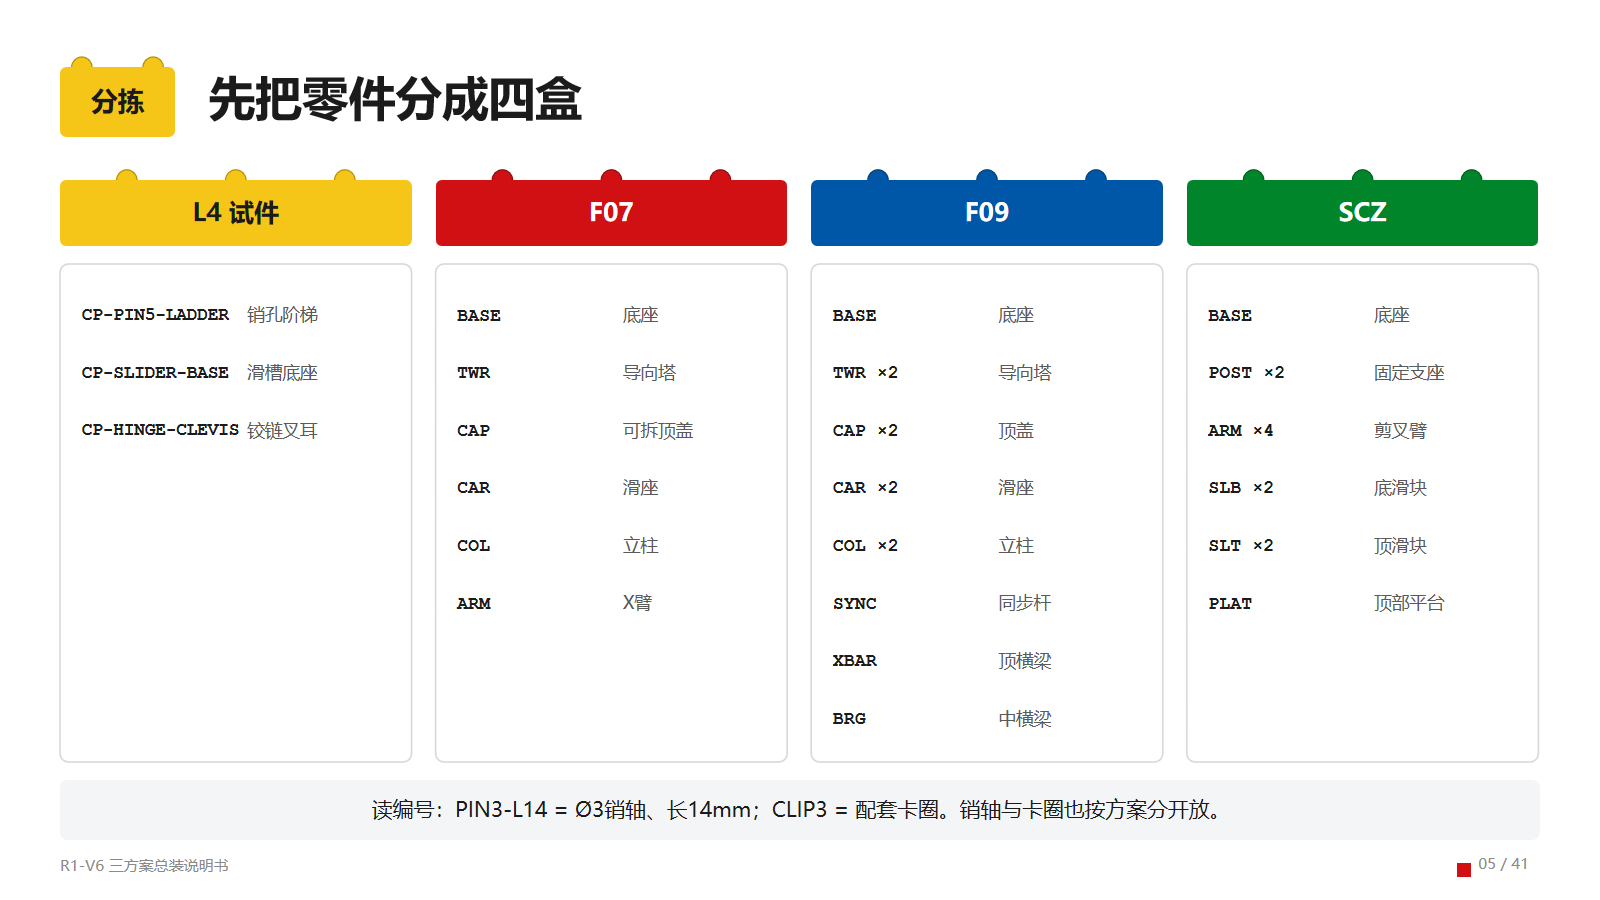 分拣
先把零件分成四盒
L4 试件
CP-PIN5-LADDER 销孔阶梯
CP-SLIDER-BASE 滑槽底座
CP-HINGE-CLEVIS 铰链叉耳
F07
BASE 底座
TWR 导向塔
CAP 可拆顶盖
CAR 滑座
COL 立柱
ARM X臂
F09
BASE 底座
TWR ×2 导向塔
CAP ×2 顶盖
CAR ×2 滑座
COL ×2 立柱
SYNC 同步杆
XBAR 顶横梁
BRG 中横梁
SCZ
BASE 底座
POST ×2 固定支座
ARM ×4 剪叉臂
SLB ×2 底滑块
SLT ×2 顶滑块
PLAT 顶部平台
读编号：PIN3-L14 = Ø3销轴、长14mm；CLIP3 = 配套卡圈。销轴与卡圈也按方案分开放。
R1-V6 三方案总装说明书
05 / 41